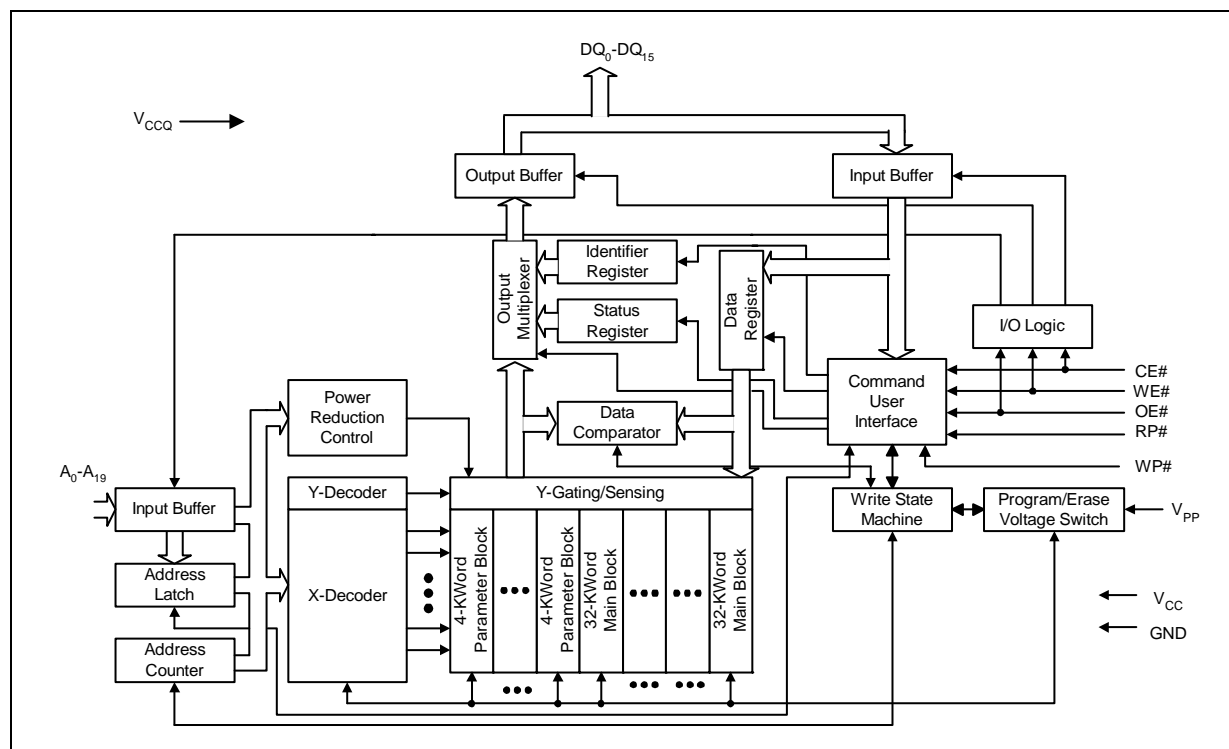 DQ0-DQ15
VCCQ
Output Buffer
Input Buffer
Output
Multiplexer
Identifier
Register
Status
Register
Data
Register
I/O Logic
Command
User
Interface
CE#
WE#
OE#
RP#
WP#
Power
Reduction
Control
Data
Comparator
A0-A19
Input Buffer
Y-Decoder
Y-Gating/Sensing
Write State
Machine
Program/Erase
Voltage Switch
VPP
Address
Latch
X-Decoder
4-KWord
Parameter Block
4-KWord
Parameter Block
32-KWord
Main Block
32-KWord
Main Block
Address
Counter
VCC
GND